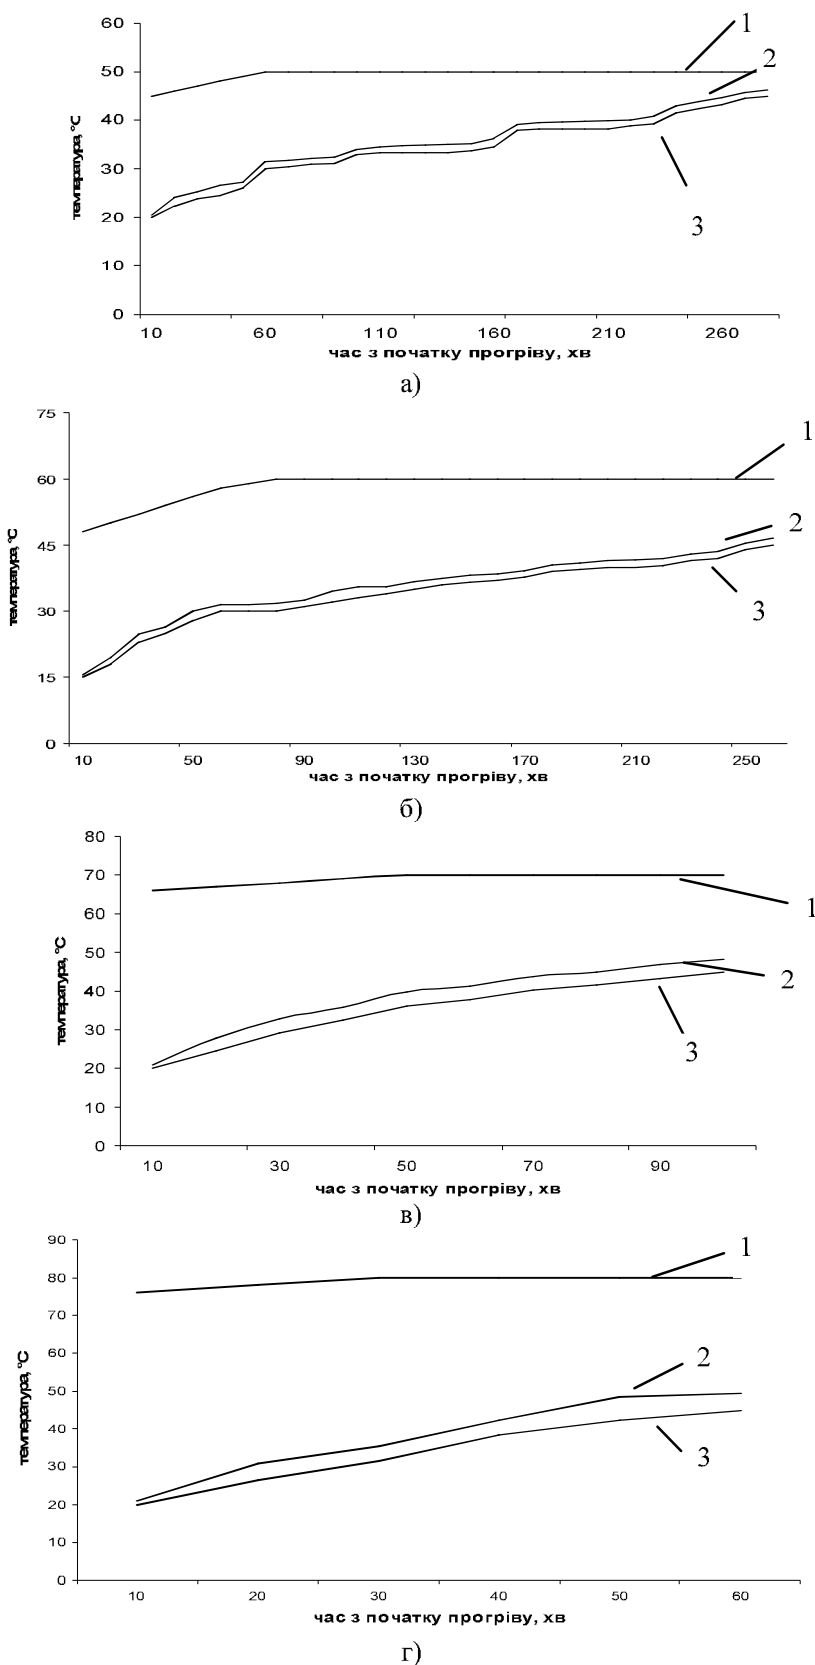 60
50
40
30
20
10
0
температура, °С
10 60 110 160 210 260
час з початку прогріву, хв
1
2
3
а)
75
60
45
30
15
0
температура, °С
10 50 90 130 170 210 250
час з початку прогріву, хв
1
2
3
б)
80
70
60
50
40
30
20
10
0
температура, °С
10 30 50 70 90
час з початку прогріву, хв
1
2
3
в)
90
80
70
60
50
40
30
20
10
0
температура, °С
10 20 30 40 50 60
час з початку прогріву, хв
1
2
3
г)